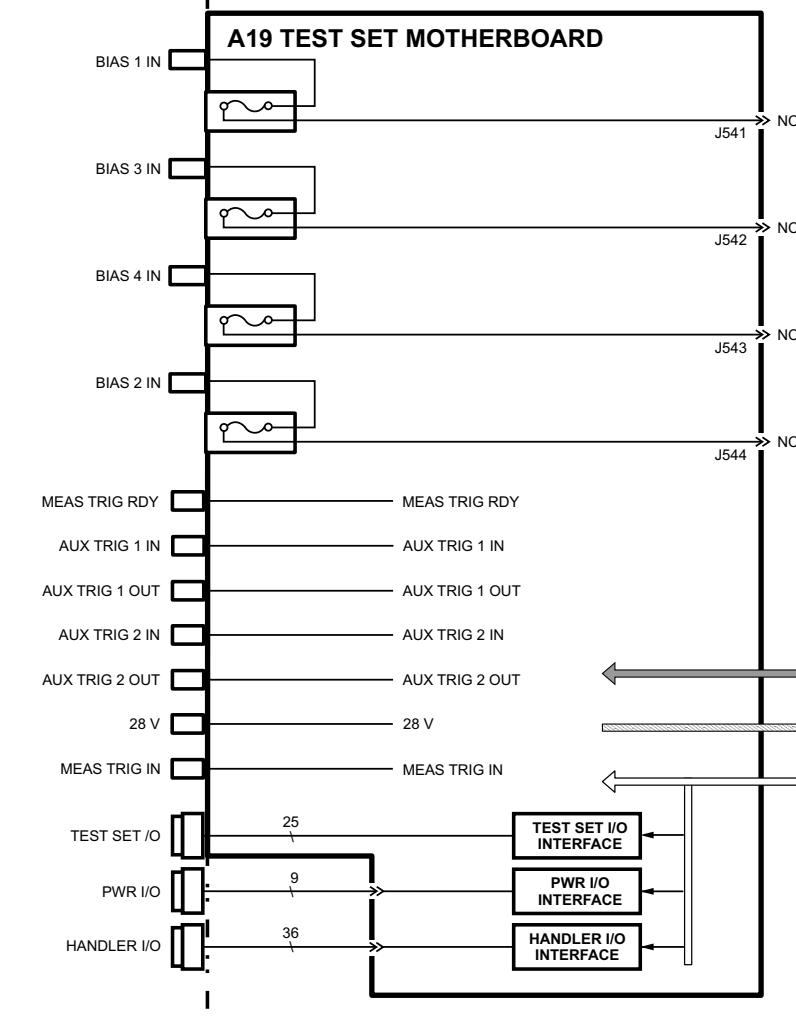 A19 TEST SET MOTHERBOARD
BIAS 1 IN
J541
NC
BIAS 3 IN
J542
NC
BIAS 4 IN
J543
NC
BIAS 2 IN
J544
NC
MEAS TRIG RDY MEAS TRIG RDY
AUX TRIG 1 IN AUX TRIG 1 IN
AUX TRIG 1 OUT AUX TRIG 1 OUT
AUX TRIG 2 IN AUX TRIG 2 IN
AUX TRIG 2 OUT AUX TRIG 2 OUT
28 V 28 V
MEAS TRIG IN MEAS TRIG IN
TEST SET /O 25 TEST SET I/O
INTERFACE
PWR I/O 9 PWR I/O
INTERFACE
HANDLER I/O 36 HANDLER I/O
INTERFACE